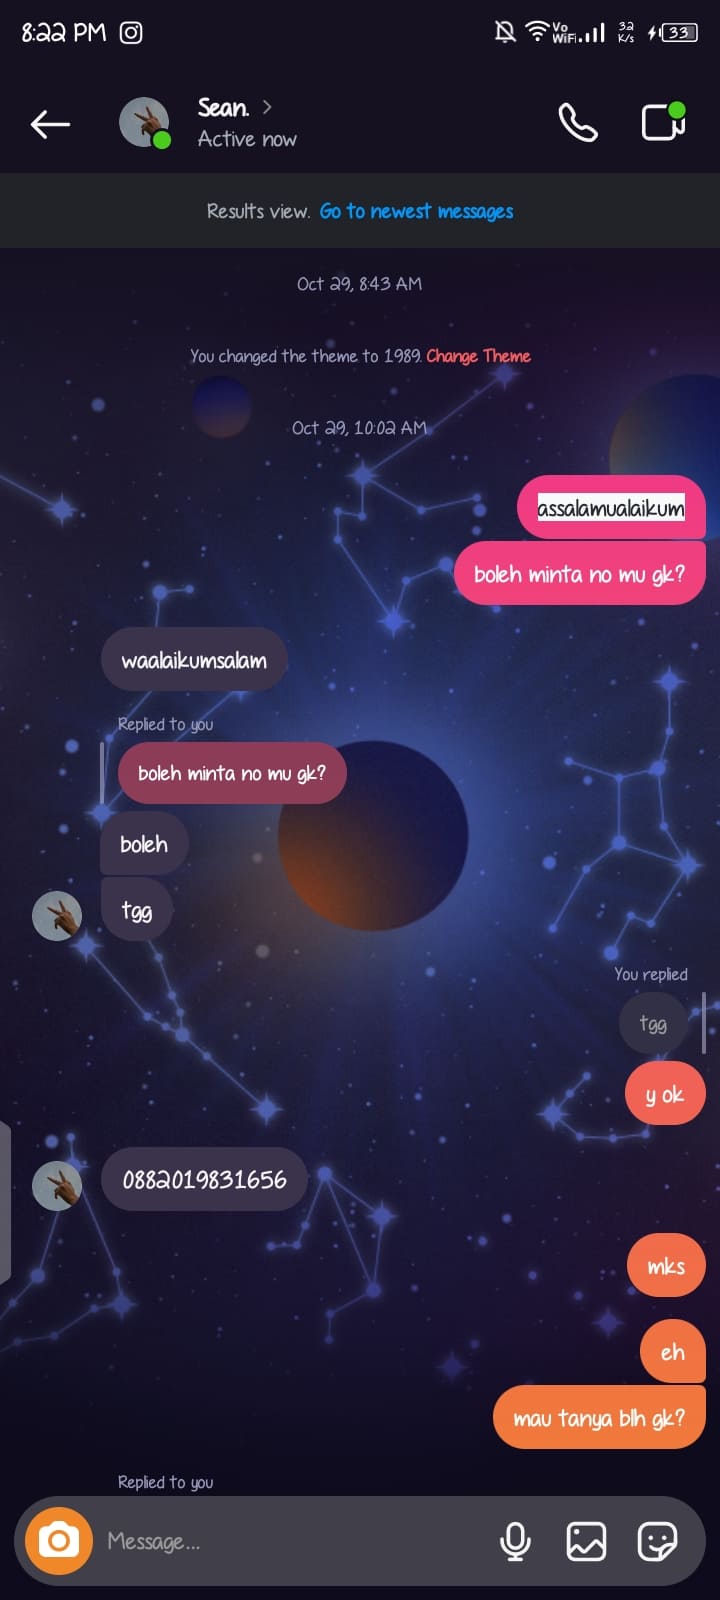 8:22 PM
Vo
WiFi
32
K/s
33
Sean. >
Active now
Results view. Go to newest messages
Oct 29, 8:43 AM
You changed the theme to 1989. Change Theme
Oct 29, 10:02 AM
assalamualaikum
boleh minta no mu gk?
waalaikumsalam
Replied to you
boleh minta no mu gk?
boleh
tgg
You replied
tgg
y ok
0882019831656
mks
eh
mau tanya blh gk?
Replied to you
Message...